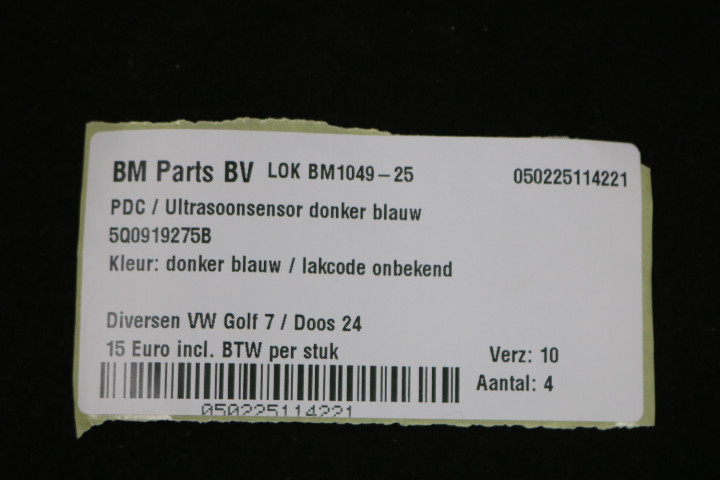 BM Parts BV LOK BM1049-25 050225114221
PDC / Ultrasoonsensor donker blauw
5Q0919275B
Kleur: donker blauw / lakcode onbekend
Diversen VW Golf 7 / Doos 24
15 Euro incl. BTW per stuk Verz: 10
Aantal: 4
050225114221